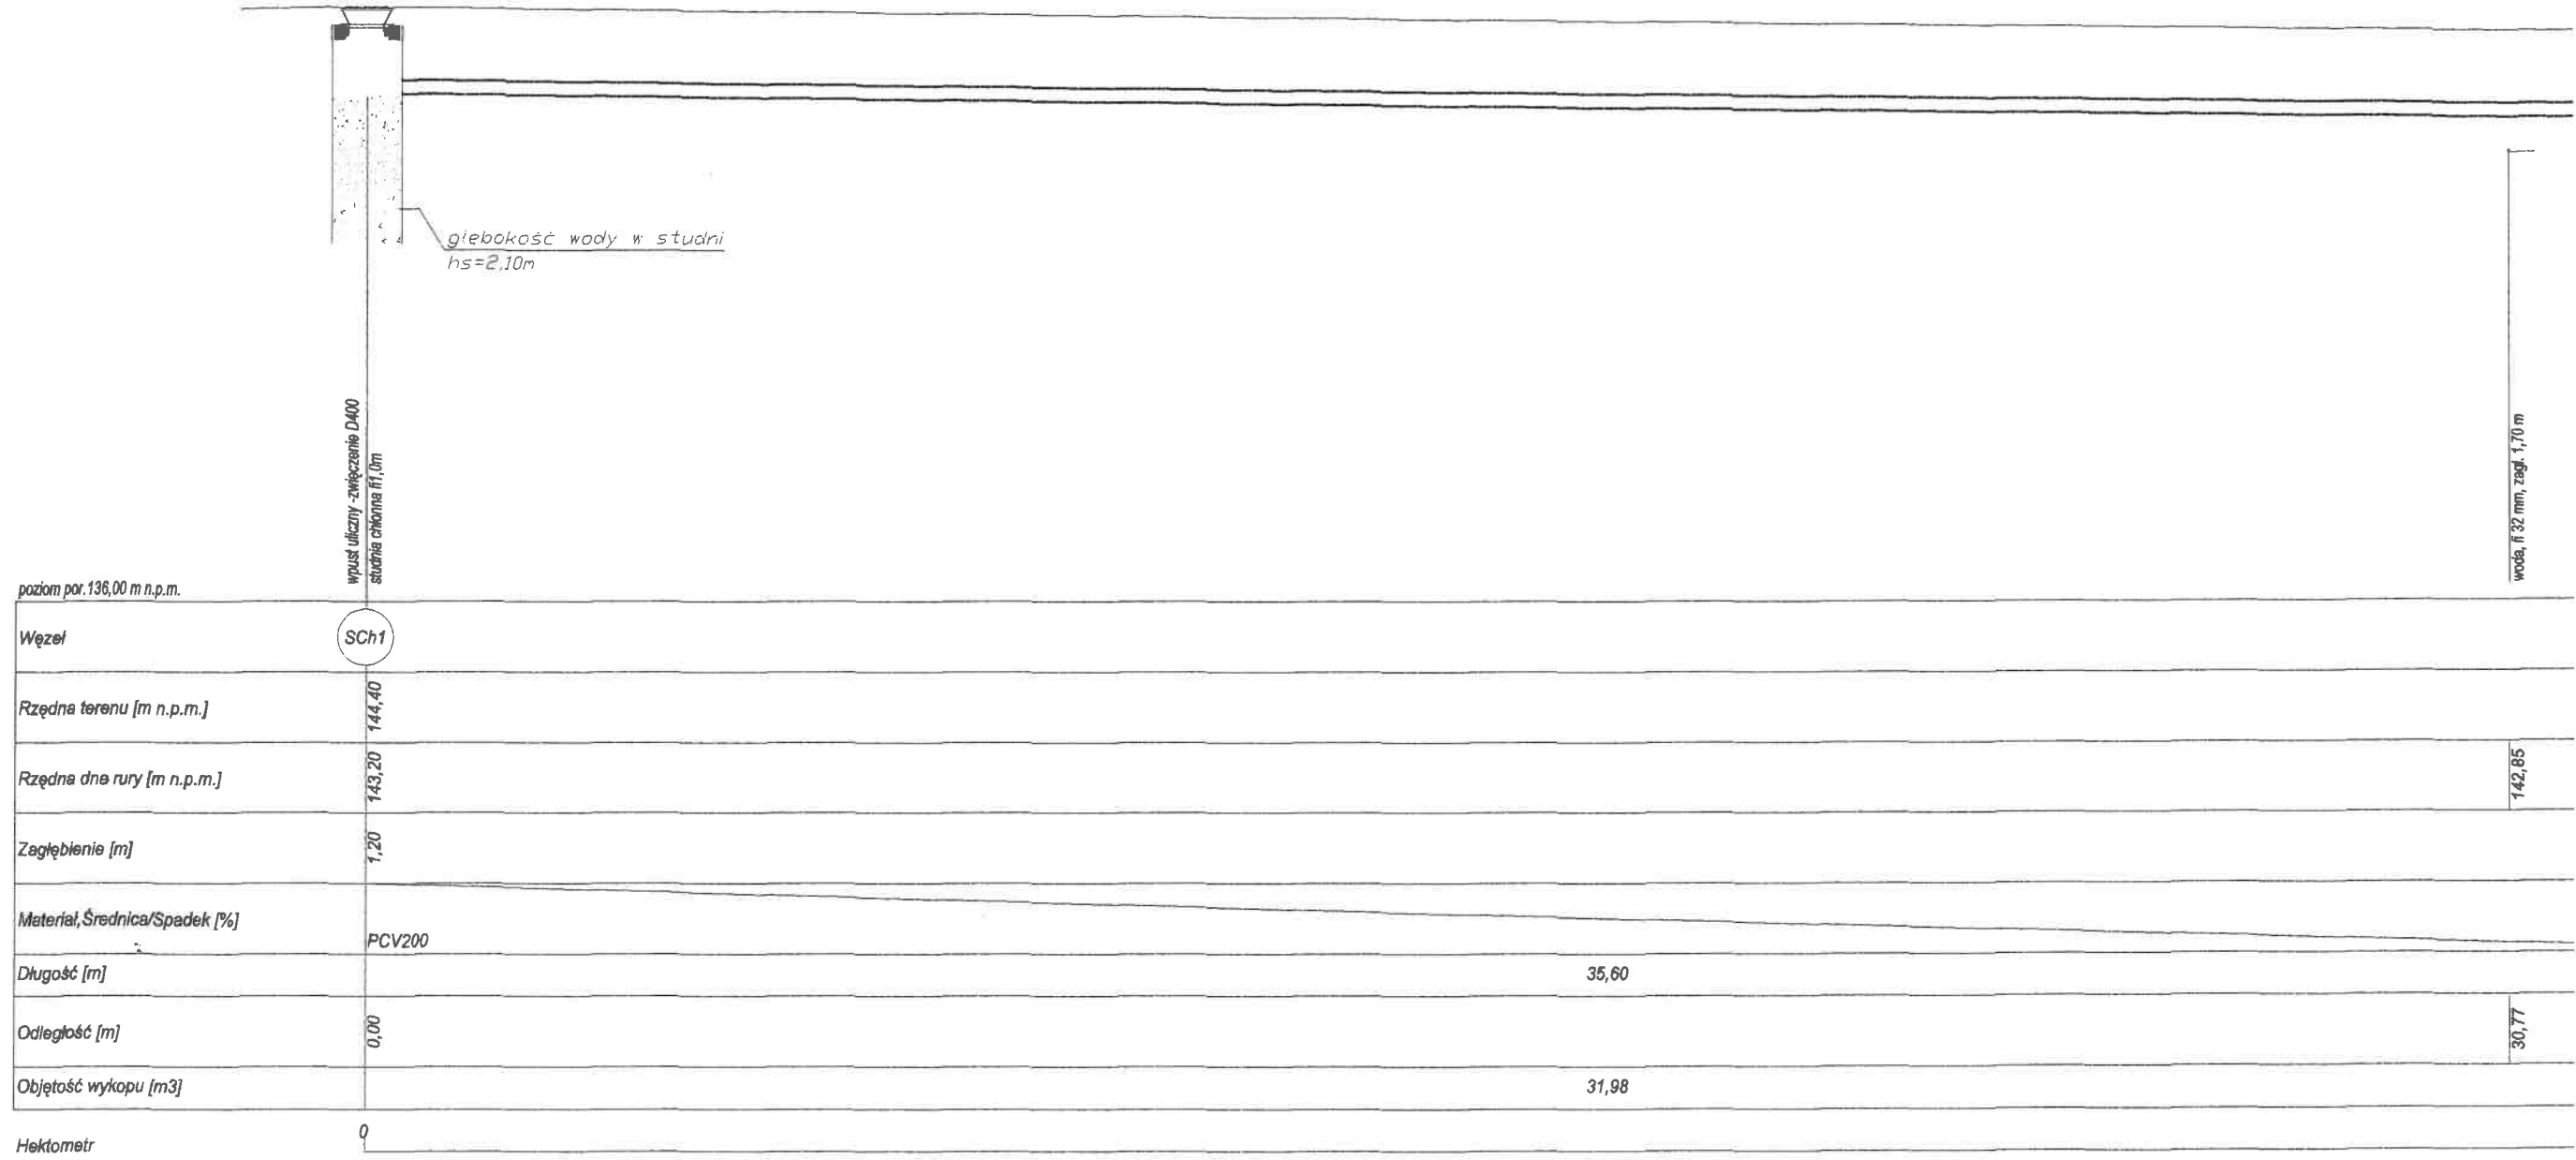 głebokość wody w studni
hs=2,10m
wpust uliczny -zwięczenie D400
studnia chłonna fi1,0m
woda, fi 32 mm, zagł. 1,70 m
poziom por. 136,00 m n.p.m.
Węzeł SCh1
Rzędna terenu [m n.p.m.] 144,40
Rzędna dna rury [m n.p.m.] 143,20 142,85
Zagłębienie [m] 1,20
Materiał,Średnica/Spadek [%]
PCV200
Długość [m] 35,60
Odległość [m] 0,00 30,77
Objętość wykopu [m3] 31,98
Hektometr 0